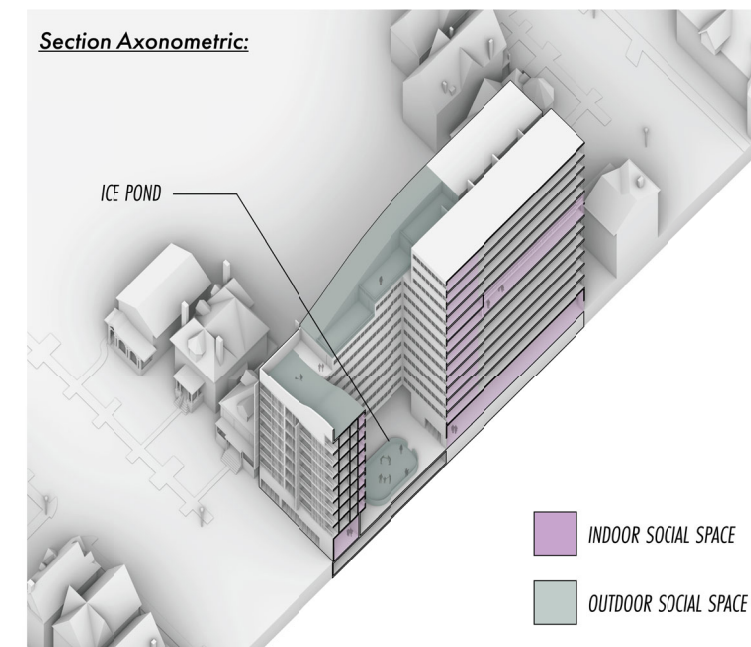 Section Axonometric:
ICE POND
INDOOR SOCIAL SPACE
OUTDOOR SOCIAL SPACE